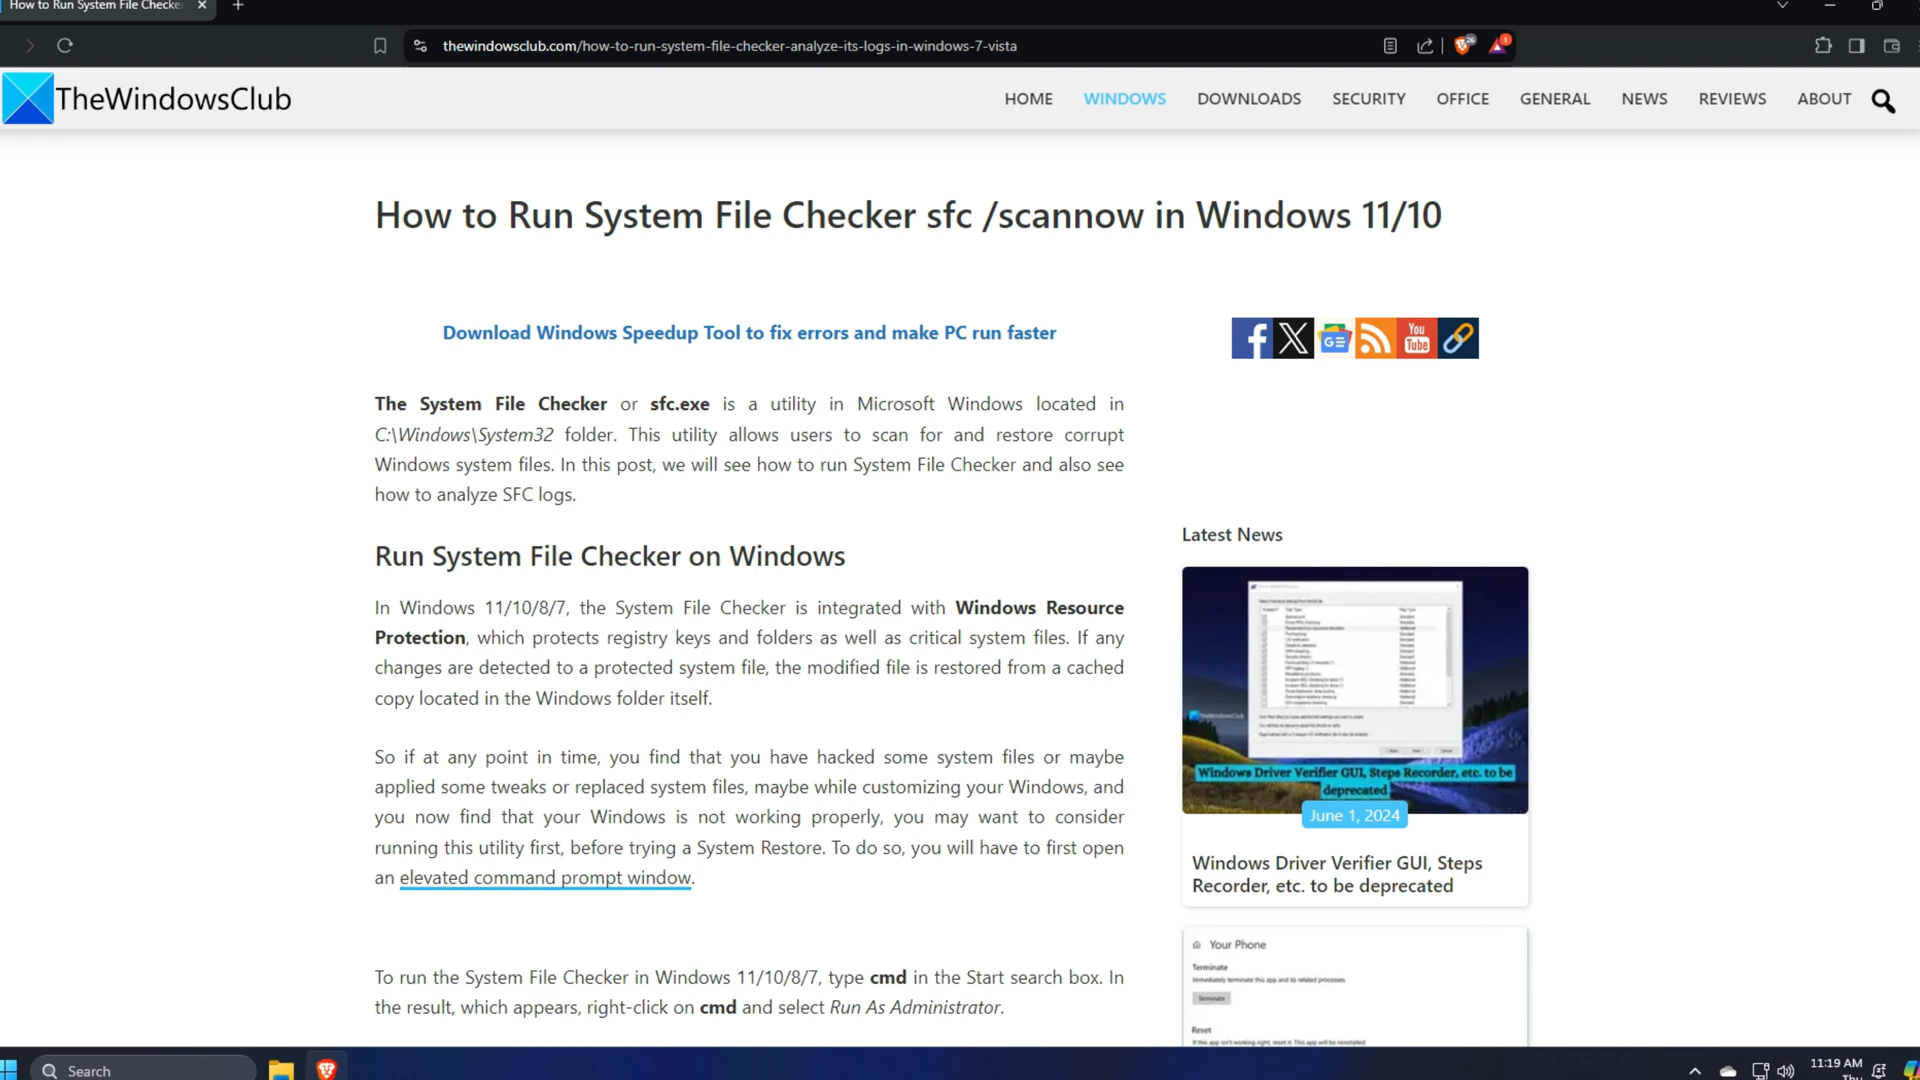 How to Run System File Checker
thewindowsclub.com/how-to-run-system-file-checker-analyze-its-logs-in-windows-7-vista
26
1
TheWindowsClub
HOME
WINDOWS
DOWNLOADS
SECURITY
OFFICE
GENERAL
NEWS
REVIEWS
ABOUT
How to Run System File Checker sfc /scannow in Windows 11/10
Download Windows Speedup Tool to fix errors and make PC run faster
You
Tube
The System File Checker or sfc.exe is a utility in Microsoft Windows located in
C:\Windows\System32 folder. This utility allows users to scan for and restore corrupt
Windows system files. In this post, we will see how to run System File Checker and also see
how to analyze SFC logs.
Run System File Checker on Windows
In Windows 11/10/8/7, the System File Checker is integrated with Windows Resource
Protection, which protects registry keys and folders as well as critical system files. If any
changes are detected to a protected system file, the modified file is restored from a cached
copy located in the Windows folder itself.
So if at any point in time, you find that you have hacked some system files or maybe
applied some tweaks or replaced system files, maybe while customizing your Windows, and
you now find that your Windows is not working properly, you may want to consider
running this utility first, before trying a System Restore. To do so, you will have to first open
an elevated command prompt window.
To run the System File Checker in Windows 11/10/8/7, type cmd in the Start search box. In
the result, which appears, right-click on cmd and select Run As Administrator.
Latest News
TheWindowsClub
Windows Driver Verifier GUI, Steps Recorder, etc. to be
deprecated
June 1, 2024
Windows Driver Verifier GUI, Steps
Recorder, etc. to be deprecated
Your Phone
Terminate
Immediately terminate this app and its related processes.
Terminate
Reset
If this app isn't working right, reset it. This app will be reinstalled
Search
11:19 AM
Thu